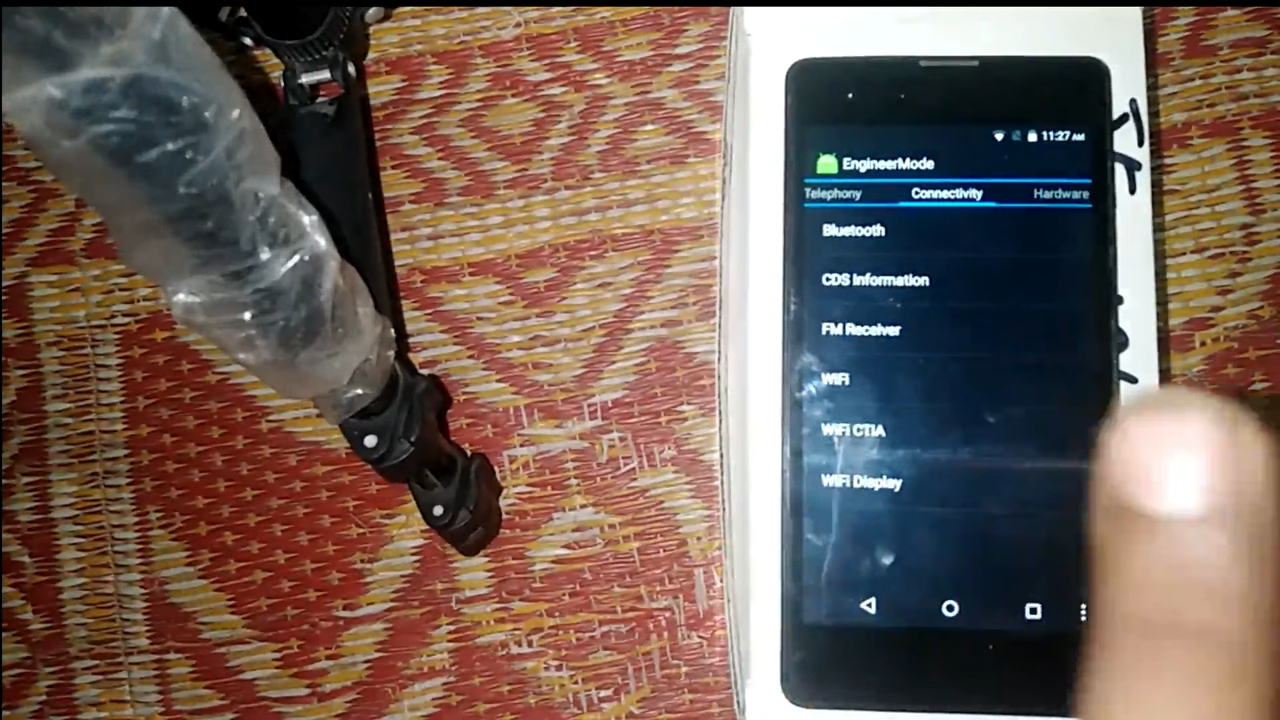 11:27 AM
EngineerMode
Telephony Connectivity Hardware
Bluetooth
CDS Information
FM Receiver
WiFi
WiFi CTIA
WiFi Display